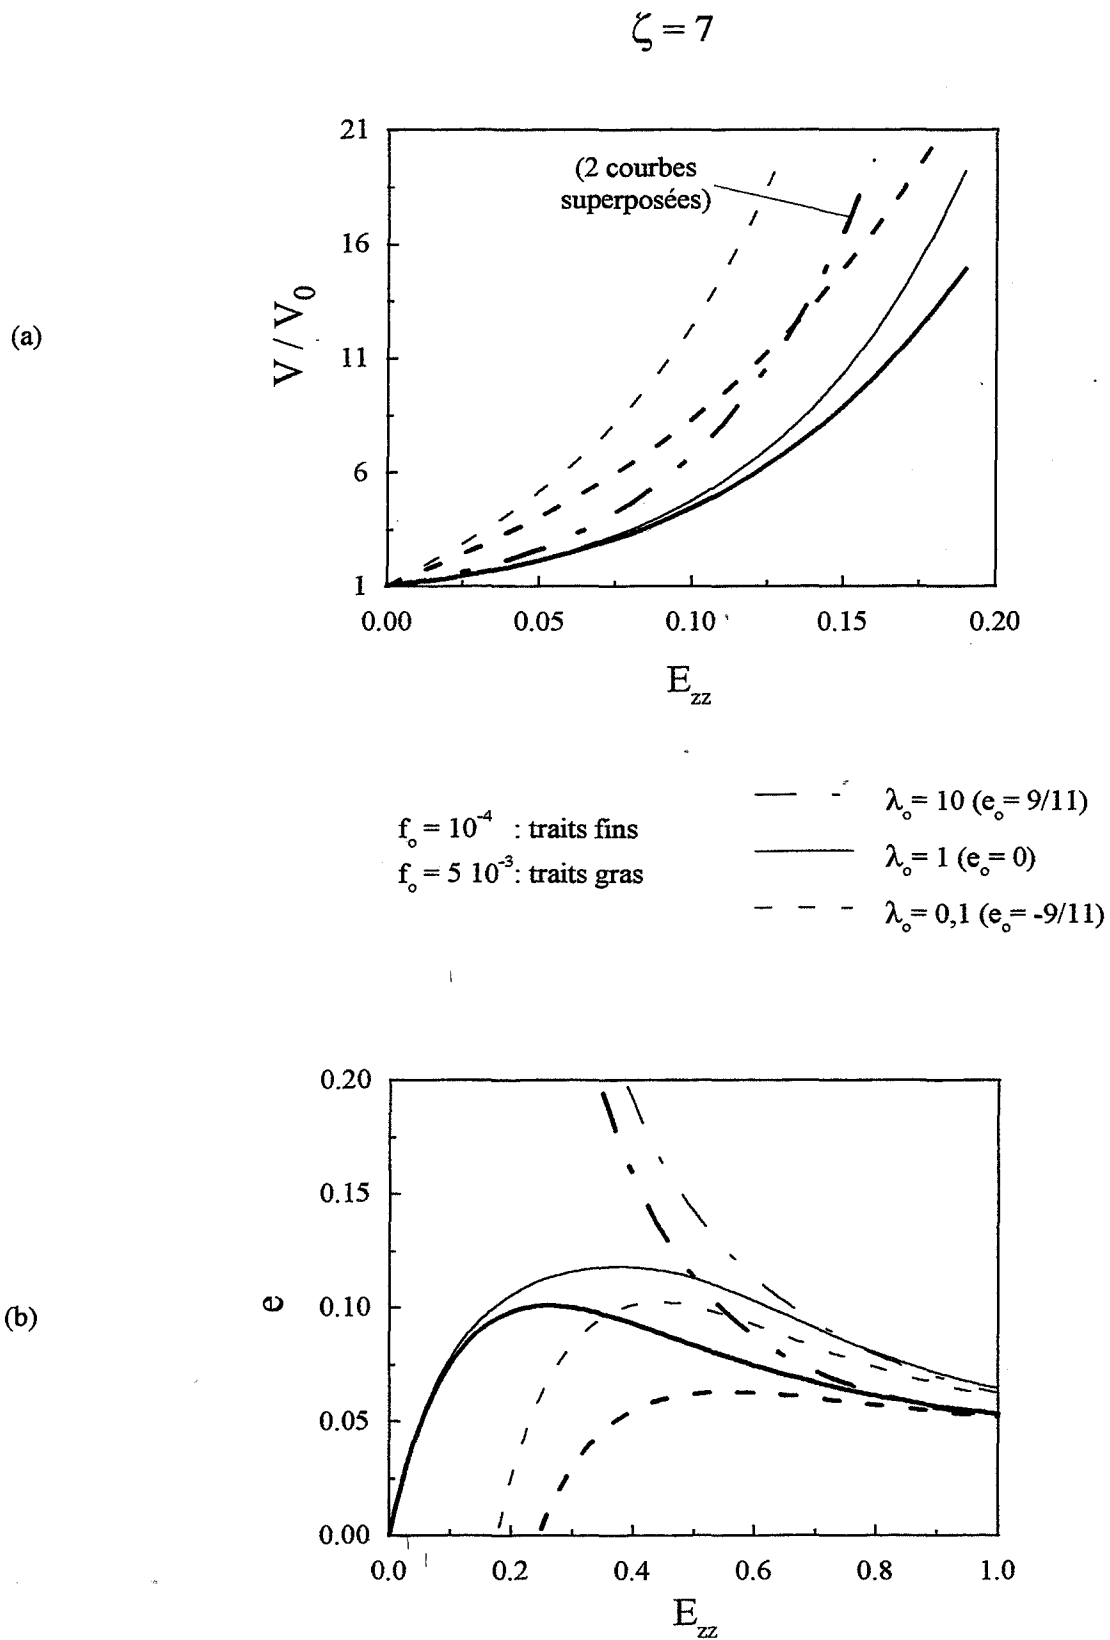 ζ = 7
(a)
V / V₀
21
16
11
6
1
(2 courbes
superposées)
0.00 0.05 0.10 0.15 0.20
E_zz
f₀ = 10⁻⁴ : traits fins
f₀ = 5 10⁻³: traits gras
λ₀= 10 (e₀= 9/11)
λ₀= 1 (e₀= 0)
λ₀= 0,1 (e₀= -9/11)
(b)
e
0.20
0.15
0.10
0.05
0.00
0.0 0.2 0.4 0.6 0.8 1.0
E_zz